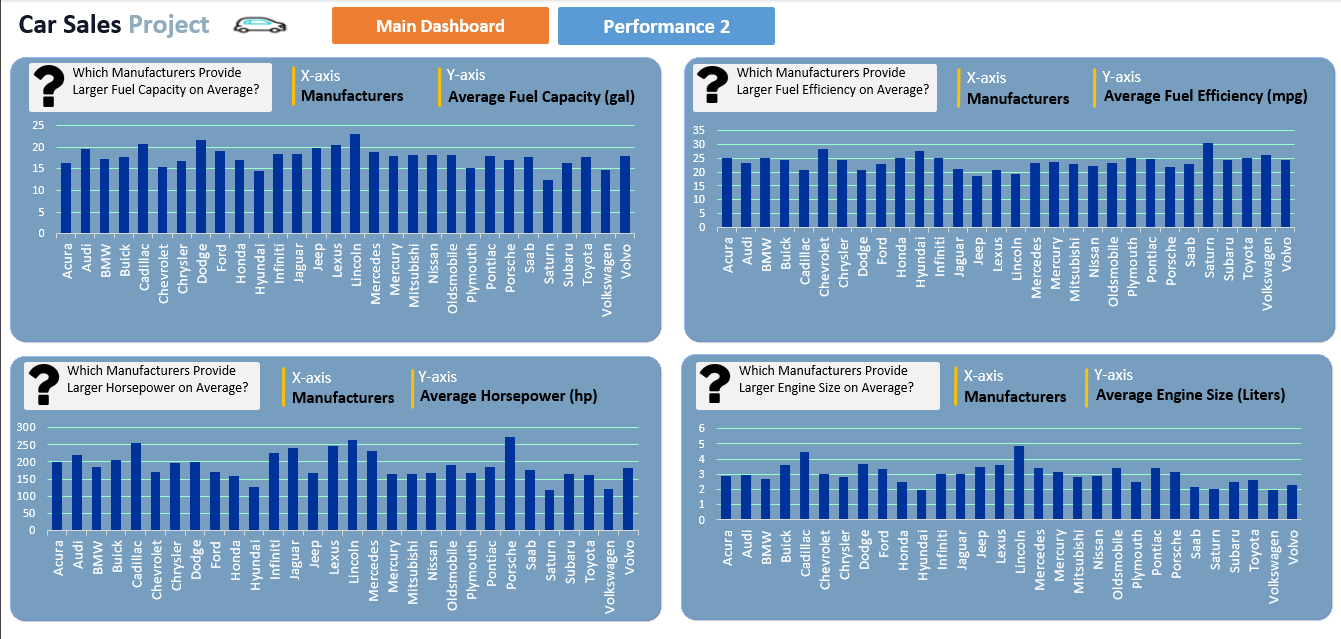 Car Sales Project
Main Dashboard
Performance 2
Which Manufacturers Provide
Larger Fuel Capacity on Average?
X-axis
Manufacturers
Y-axis
Average Fuel Capacity (gal)
25
20
15
10
5
0
Acura
Audi
BMW
Buick
Cadillac
Chevrolet
Chrysler
Dodge
Ford
Honda
Hyundai
Infiniti
Jaguar
Jeep
Lexus
Lincoln
Mercedes
Mercury
Mitsubishi
Nissan
Oldsmobile
Plymouth
Pontiac
Porsche
Saab
Saturn
Subaru
Toyota
Volkswagen
Volvo
Which Manufacturers Provide
Larger Fuel Efficiency on Average?
X-axis
Manufacturers
Y-axis
Average Fuel Efficiency (mpg)
35
30
25
20
15
10
5
0
Acura
Audi
BMW
Buick
Cadillac
Chevrolet
Chrysler
Dodge
Ford
Honda
Hyundai
Infiniti
Jaguar
Jeep
Lexus
Lincoln
Mercedes
Mercury
Mitsubishi
Nissan
Oldsmobile
Plymouth
Pontiac
Porsche
Saab
Saturn
Subaru
Toyota
Volkswagen
Volvo
Which Manufacturers Provide
Larger Horsepower on Average?
X-axis
Manufacturers
Y-axis
Average Horsepower (hp)
300
250
200
150
100
50
0
Acura
Audi
BMW
Buick
Cadillac
Chevrolet
Chrysler
Dodge
Ford
Honda
Hyundai
Infiniti
Jaguar
Jeep
Lexus
Lincoln
Mercedes
Mercury
Mitsubishi
Nissan
Oldsmobile
Plymouth
Pontiac
Porsche
Saab
Saturn
Subaru
Toyota
Volkswagen
Volvo
Which Manufacturers Provide
Larger Engine Size on Average?
X-axis
Manufacturers
Y-axis
Average Engine Size (Liters)
6
5
4
3
2
1
0
Acura
Audi
BMW
Buick
Cadillac
Chevrolet
Chrysler
Dodge
Ford
Honda
Hyundai
Infiniti
Jaguar
Jeep
Lexus
Lincoln
Mercedes
Mercury
Mitsubishi
Nissan
Oldsmobile
Plymouth
Pontiac
Porsche
Saab
Saturn
Subaru
Toyota
Volkswagen
Volvo